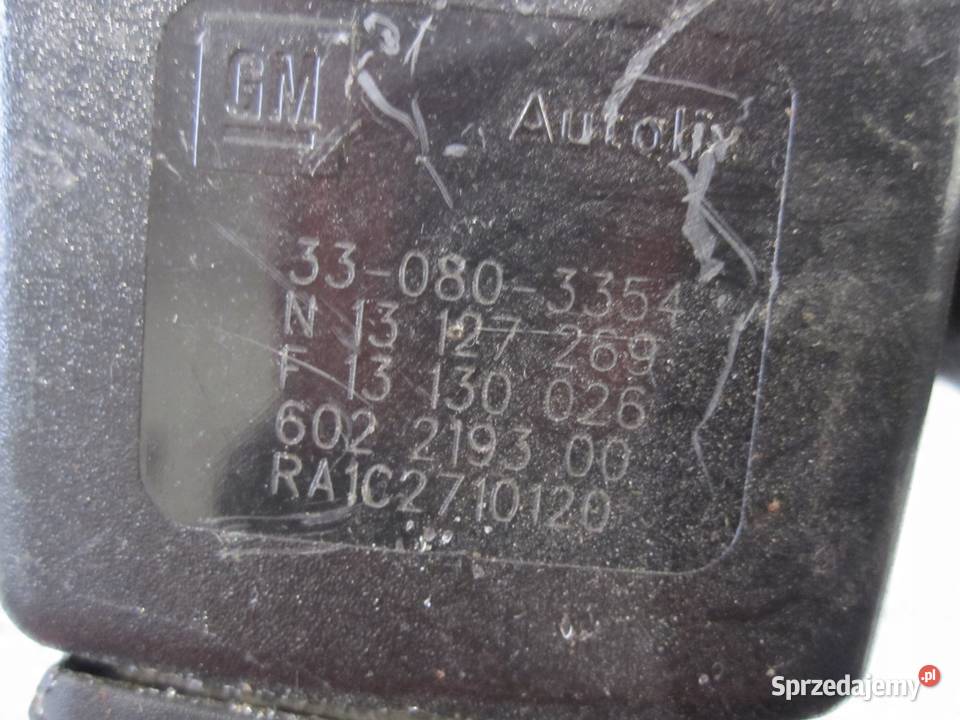 GM
Autoliv
33-080-3354
N 13 127 269
F 13 130 026
602 2193 00
RA1C2710120
Sprzedajemy.pl